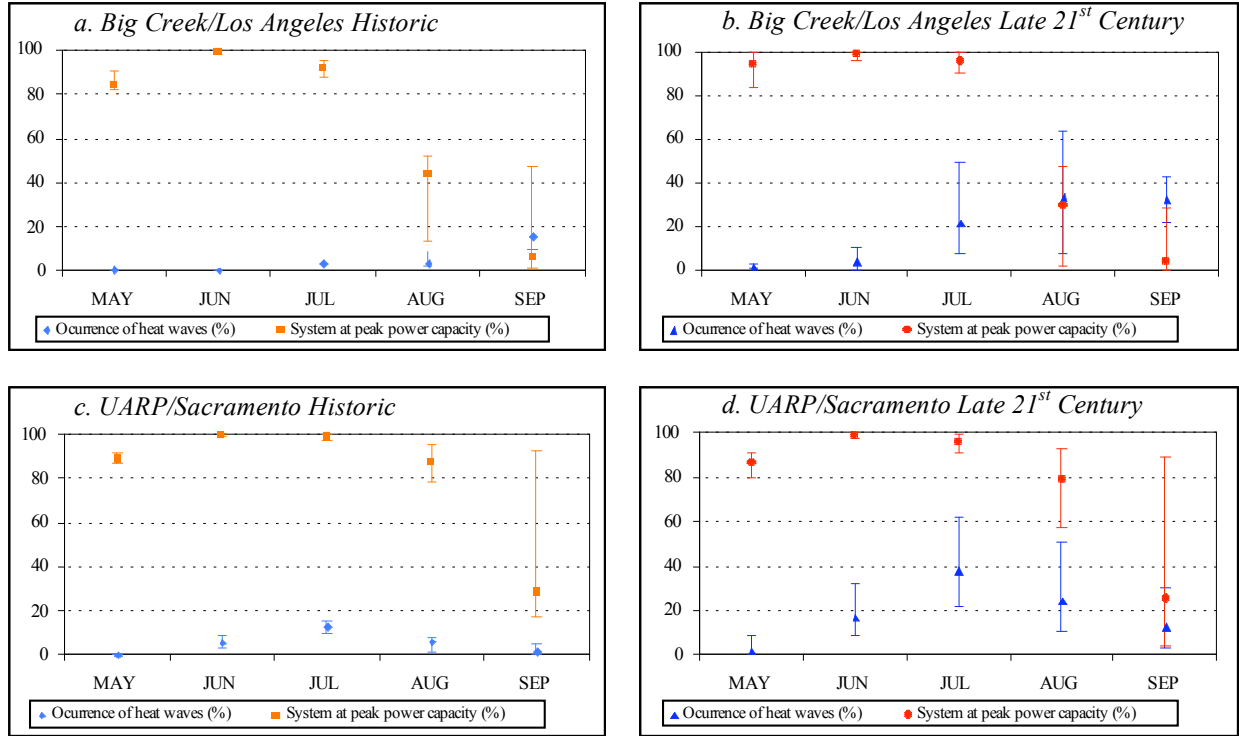 a. Big Creek/Los Angeles Historic
100
80
60
40
20
0
MAY JUN JUL AUG SEP
Ocurrence of heat waves (%) System at peak power capacity (%)
b. Big Creek/Los Angeles Late 21st Century
100
80
60
40
20
0
MAY JUN JUL AUG SEP
Ocurrence of heat waves (%) System at peak power capacity (%)
c. UARP/Sacramento Historic
100
80
60
40
20
0
MAY JUN JUL AUG SEP
Ocurrence of heat waves (%) System at peak power capacity (%)
d. UARP/Sacramento Late 21st Century
100
80
60
40
20
0
MAY JUN JUL AUG SEP
Ocurrence of heat waves (%) System at peak power capacity (%)